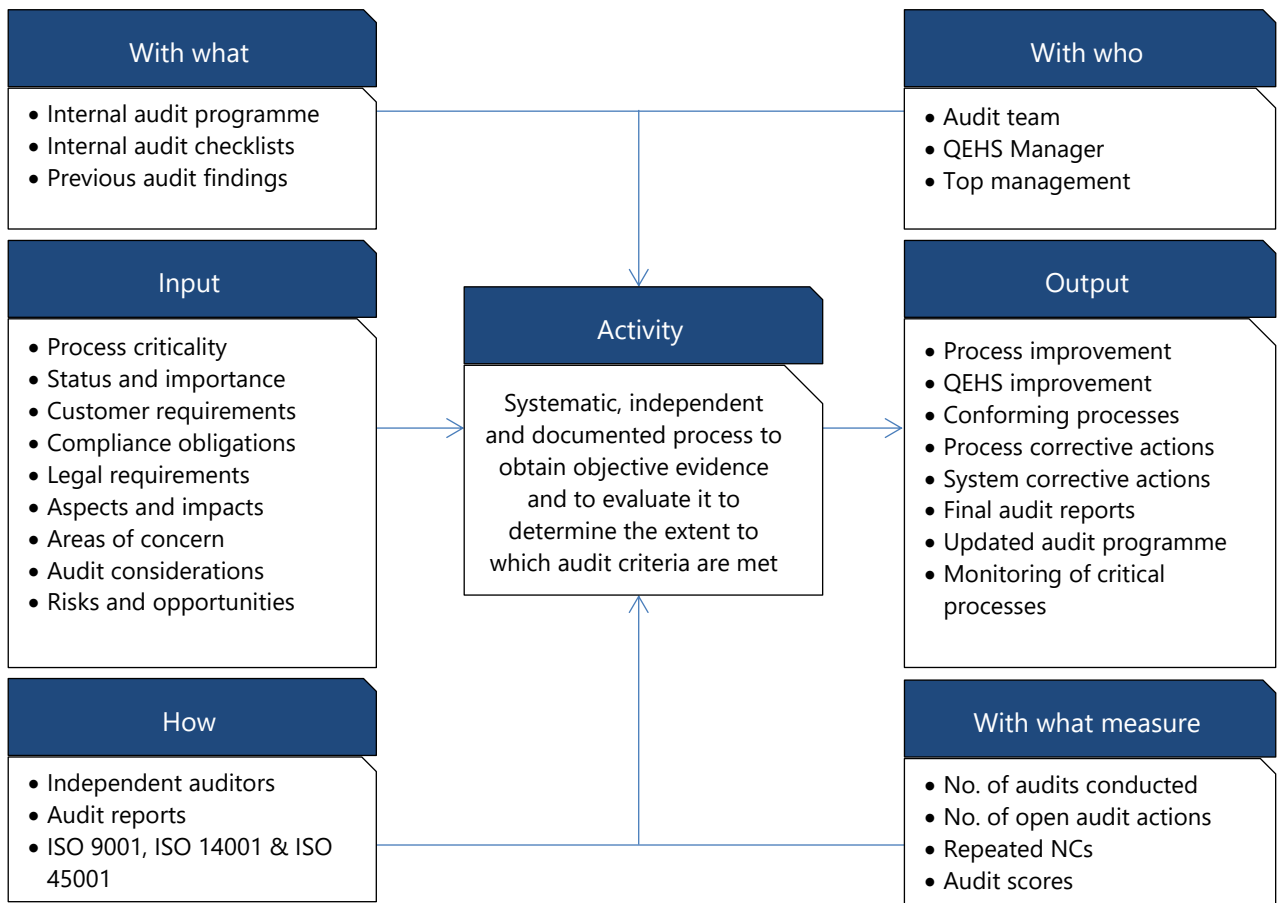 With what
• Internal audit programme
• Internal audit checklists
• Previous audit findings
With who
• Audit team
• QEHS Manager
• Top management
Input
• Process criticality
• Status and importance
• Customer requirements
• Compliance obligations
• Legal requirements
• Aspects and impacts
• Areas of concern
• Audit considerations
• Risks and opportunities
Activity
Systematic, independent
and documented process to
obtain objective evidence
and to evaluate it to
determine the extent to
which audit criteria are met
Output
• Process improvement
• QEHS improvement
• Conforming processes
• Process corrective actions
• System corrective actions
• Final audit reports
• Updated audit programme
• Monitoring of critical
processes
How
• Independent auditors
• Audit reports
• ISO 9001, ISO 14001 & ISO
45001
With what measure
• No. of audits conducted
• No. of open audit actions
• Repeated NCs
• Audit scores